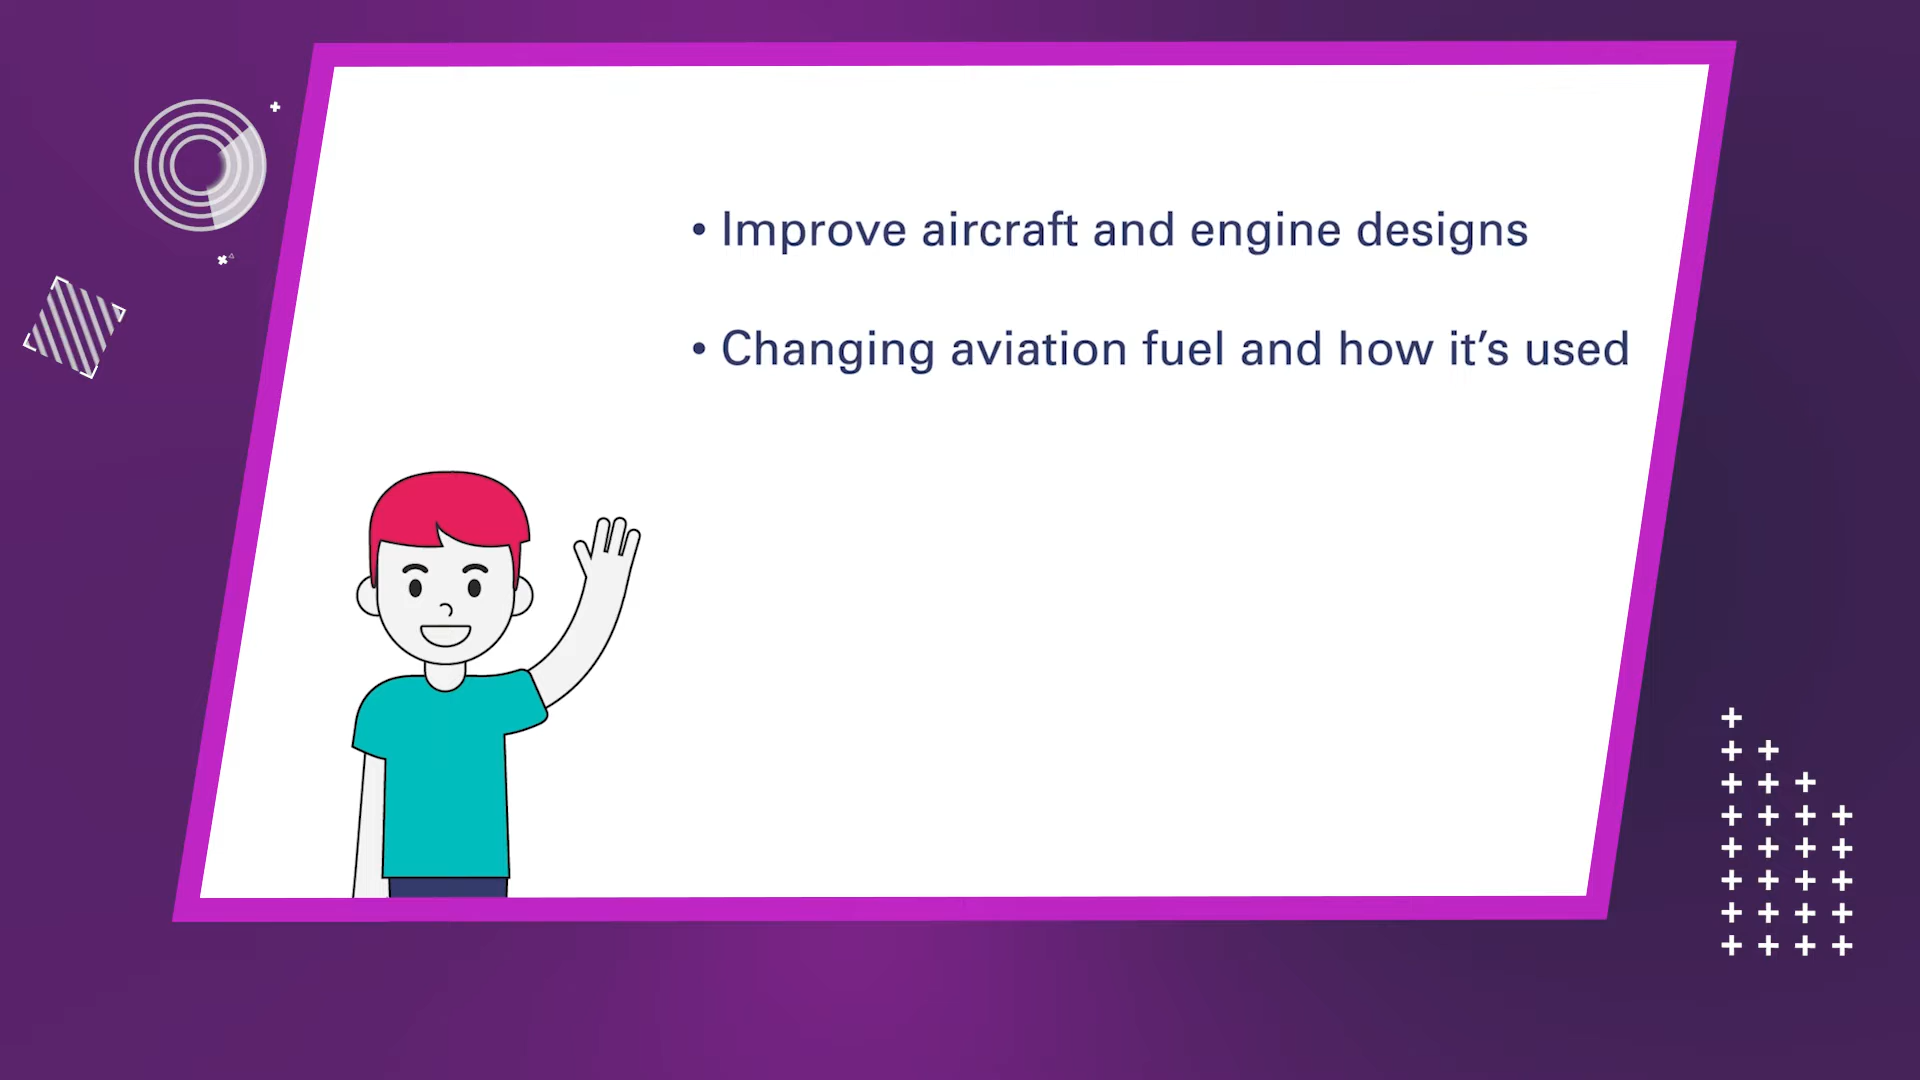 • Improve aircraft and engine designs
• Changing aviation fuel and how it’s used